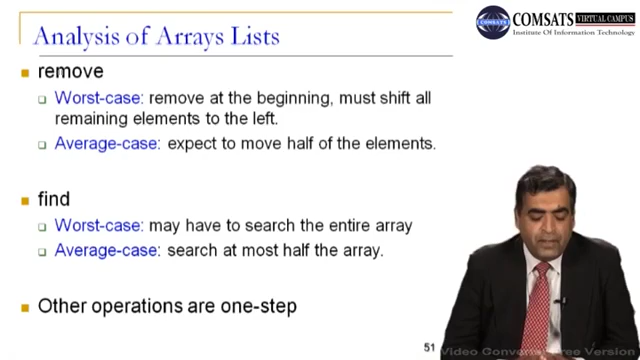 Analysis of Arrays Lists
COMSATS VIRTUAL CAMPUS
Institute Of Information Technology
remove
Worst-case: remove at the beginning, must shift all
remaining elements to the left.
Average-case: expect to move half of the elements.
find
Worst-case: may have to search the entire array
Average-case: search at most half the array.
Other operations are one-step
51
Video Converter Free Version